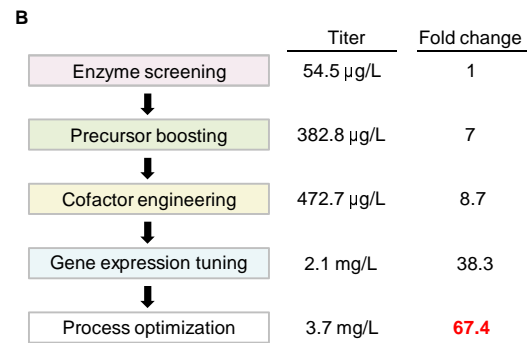 B
Titer Fold change
Enzyme screening 54.5 µg/L 1
Precursor boosting 382.8 µg/L 7
Cofactor engineering 472.7 µg/L 8.7
Gene expression tuning 2.1 mg/L 38.3
Process optimization 3.7 mg/L 67.4